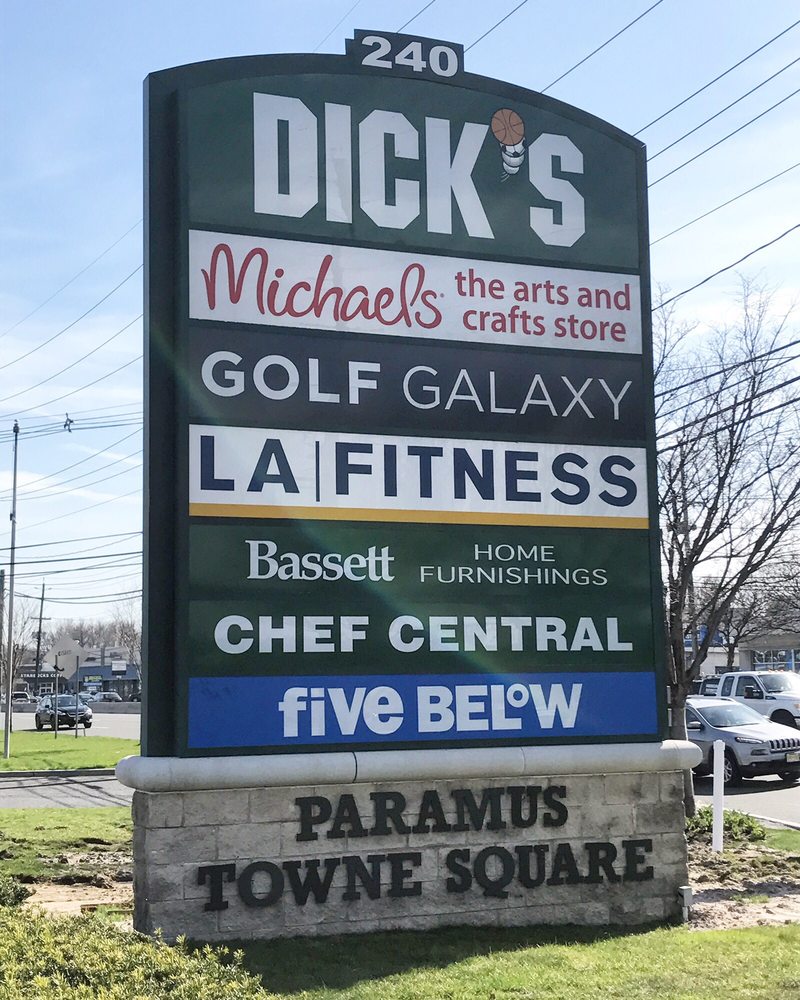 240
DICK'S
Michaels the arts and
crafts store
GOLF GALAXY
LA|FITNESS
Bassett HOME
FURNISHINGS
CHEF CENTRAL
fiVe BELoW
PARAMUS
TOWNE SQUARE